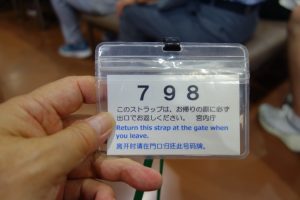 798
このストラップは、お帰りの際に必ず
出口でお返しください。 宮内庁
Return this strap at the gate when
you leave.
离开时请在门口归还此号码牌。